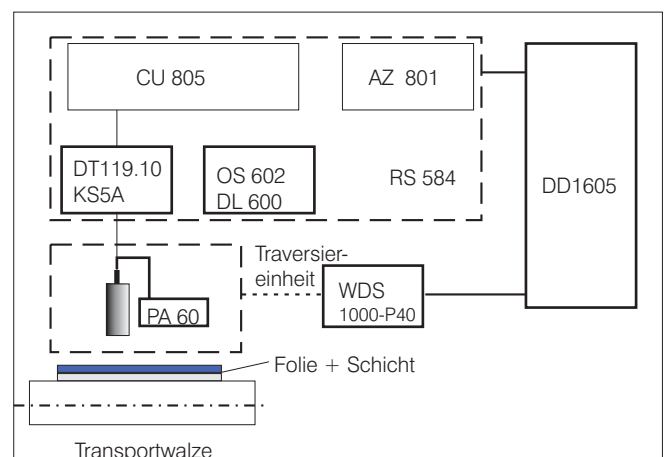 CU 805
AZ 801
DT119.10
KS5A
OS 602
DL 600
RS 584
DD1605
Traversier-
einheit
WDS
1000-P40
PA 60
Folie + Schicht
Transportwalze